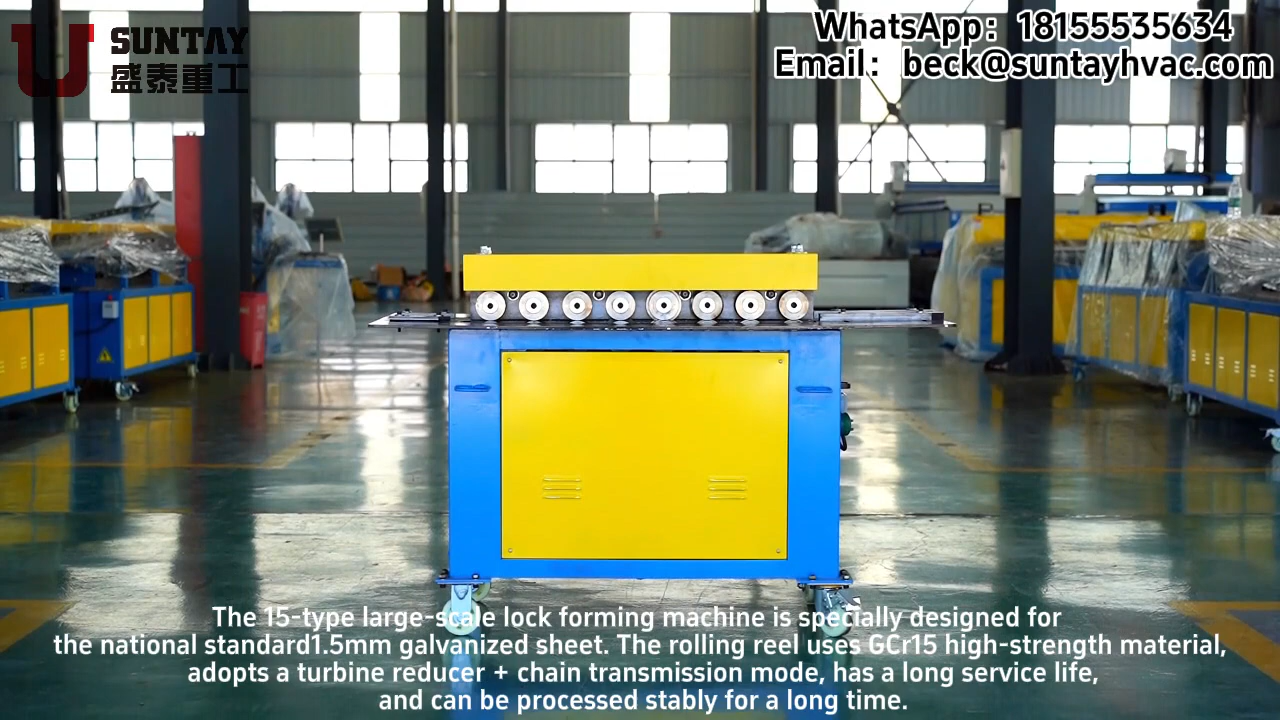 SUNTAY
盛泰重工
WhatsApp：18155535634
Email：beck@suntayhvac.com
The 15-type large-scale lock forming machine is specially designed for
the national standard1.5mm galvanized sheet. The rolling reel uses GCr15 high-strength material,
adopts a turbine reducer + chain transmission mode, has a long service life,
and can be processed stably for a long time.